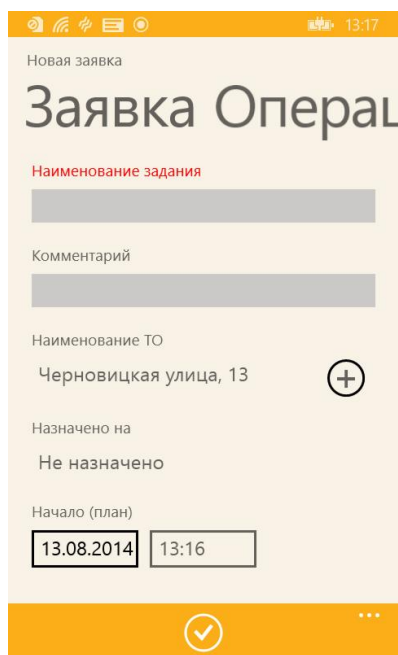 13:17
Новая заявка
Заявка Операц
Наименование задания
Комментарий
Наименование ТО
Черновицкая улица, 13
Назначено на
Не назначено
Начало (план)
13.08.2014 13:16